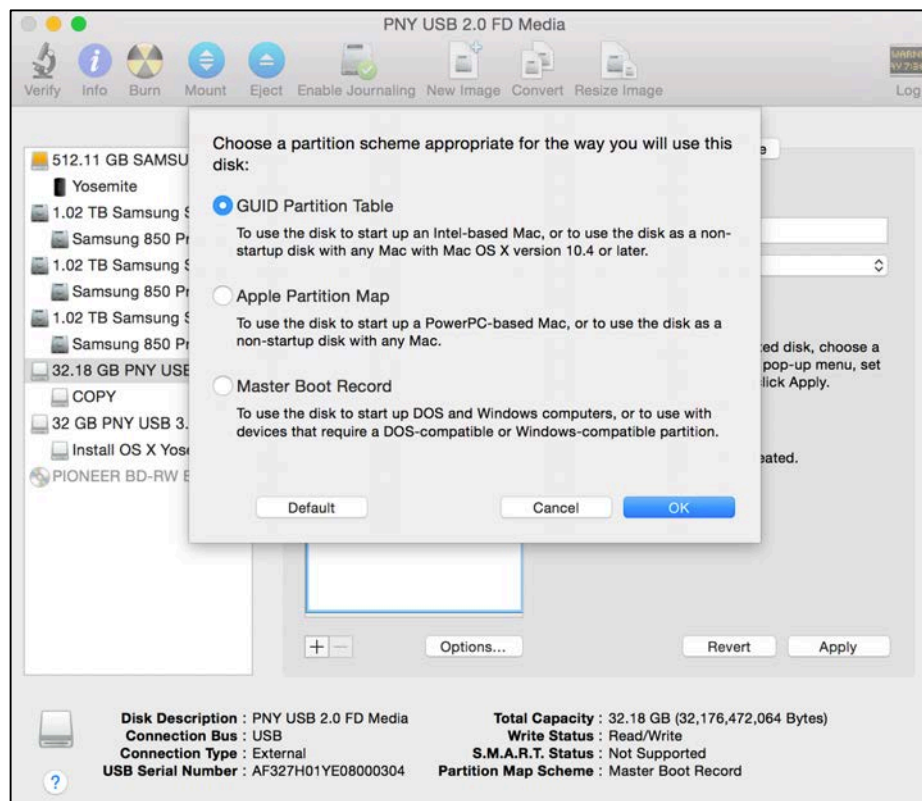 PNY USB 2.0 FD Media
Verify Info Burn Mount Eject Enable Journaling New Image Convert Resize Image Log
Choose a partition scheme appropriate for the way you will use this
disk:
GUID Partition Table
To use the disk to start up an Intel-based Mac, or to use the disk as a non-
startup disk with any Mac with Mac OS X version 10.4 or later.
Apple Partition Map
To use the disk to start up a PowerPC-based Mac, or to use the disk as a
non-startup disk with any Mac.
Master Boot Record
To use the disk to start up DOS and Windows computers, or to use with
devices that require a DOS-compatible or Windows-compatible partition.
Default Cancel OK
512.11 GB SAMSU
Yosemite
1.02 TB Samsung S
Samsung 850 Pr
1.02 TB Samsung S
Samsung 850 Pr
1.02 TB Samsung S
Samsung 850 Pr
32.18 GB PNY USB
COPY
32 GB PNY USB 3.
Install OS X Yos
PIONEER BD-RW
ed disk, choose a
pop-up menu, set
click Apply.
eated.
+ − Options... Revert Apply
Disk Description : PNY USB 2.0 FD Media
Connection Bus : USB
Connection Type : External
USB Serial Number : AF327H01YE08000304
Total Capacity : 32.18 GB (32,176,472,064 Bytes)
Write Status : Read/Write
S.M.A.R.T. Status : Not Supported
Partition Map Scheme : Master Boot Record
?